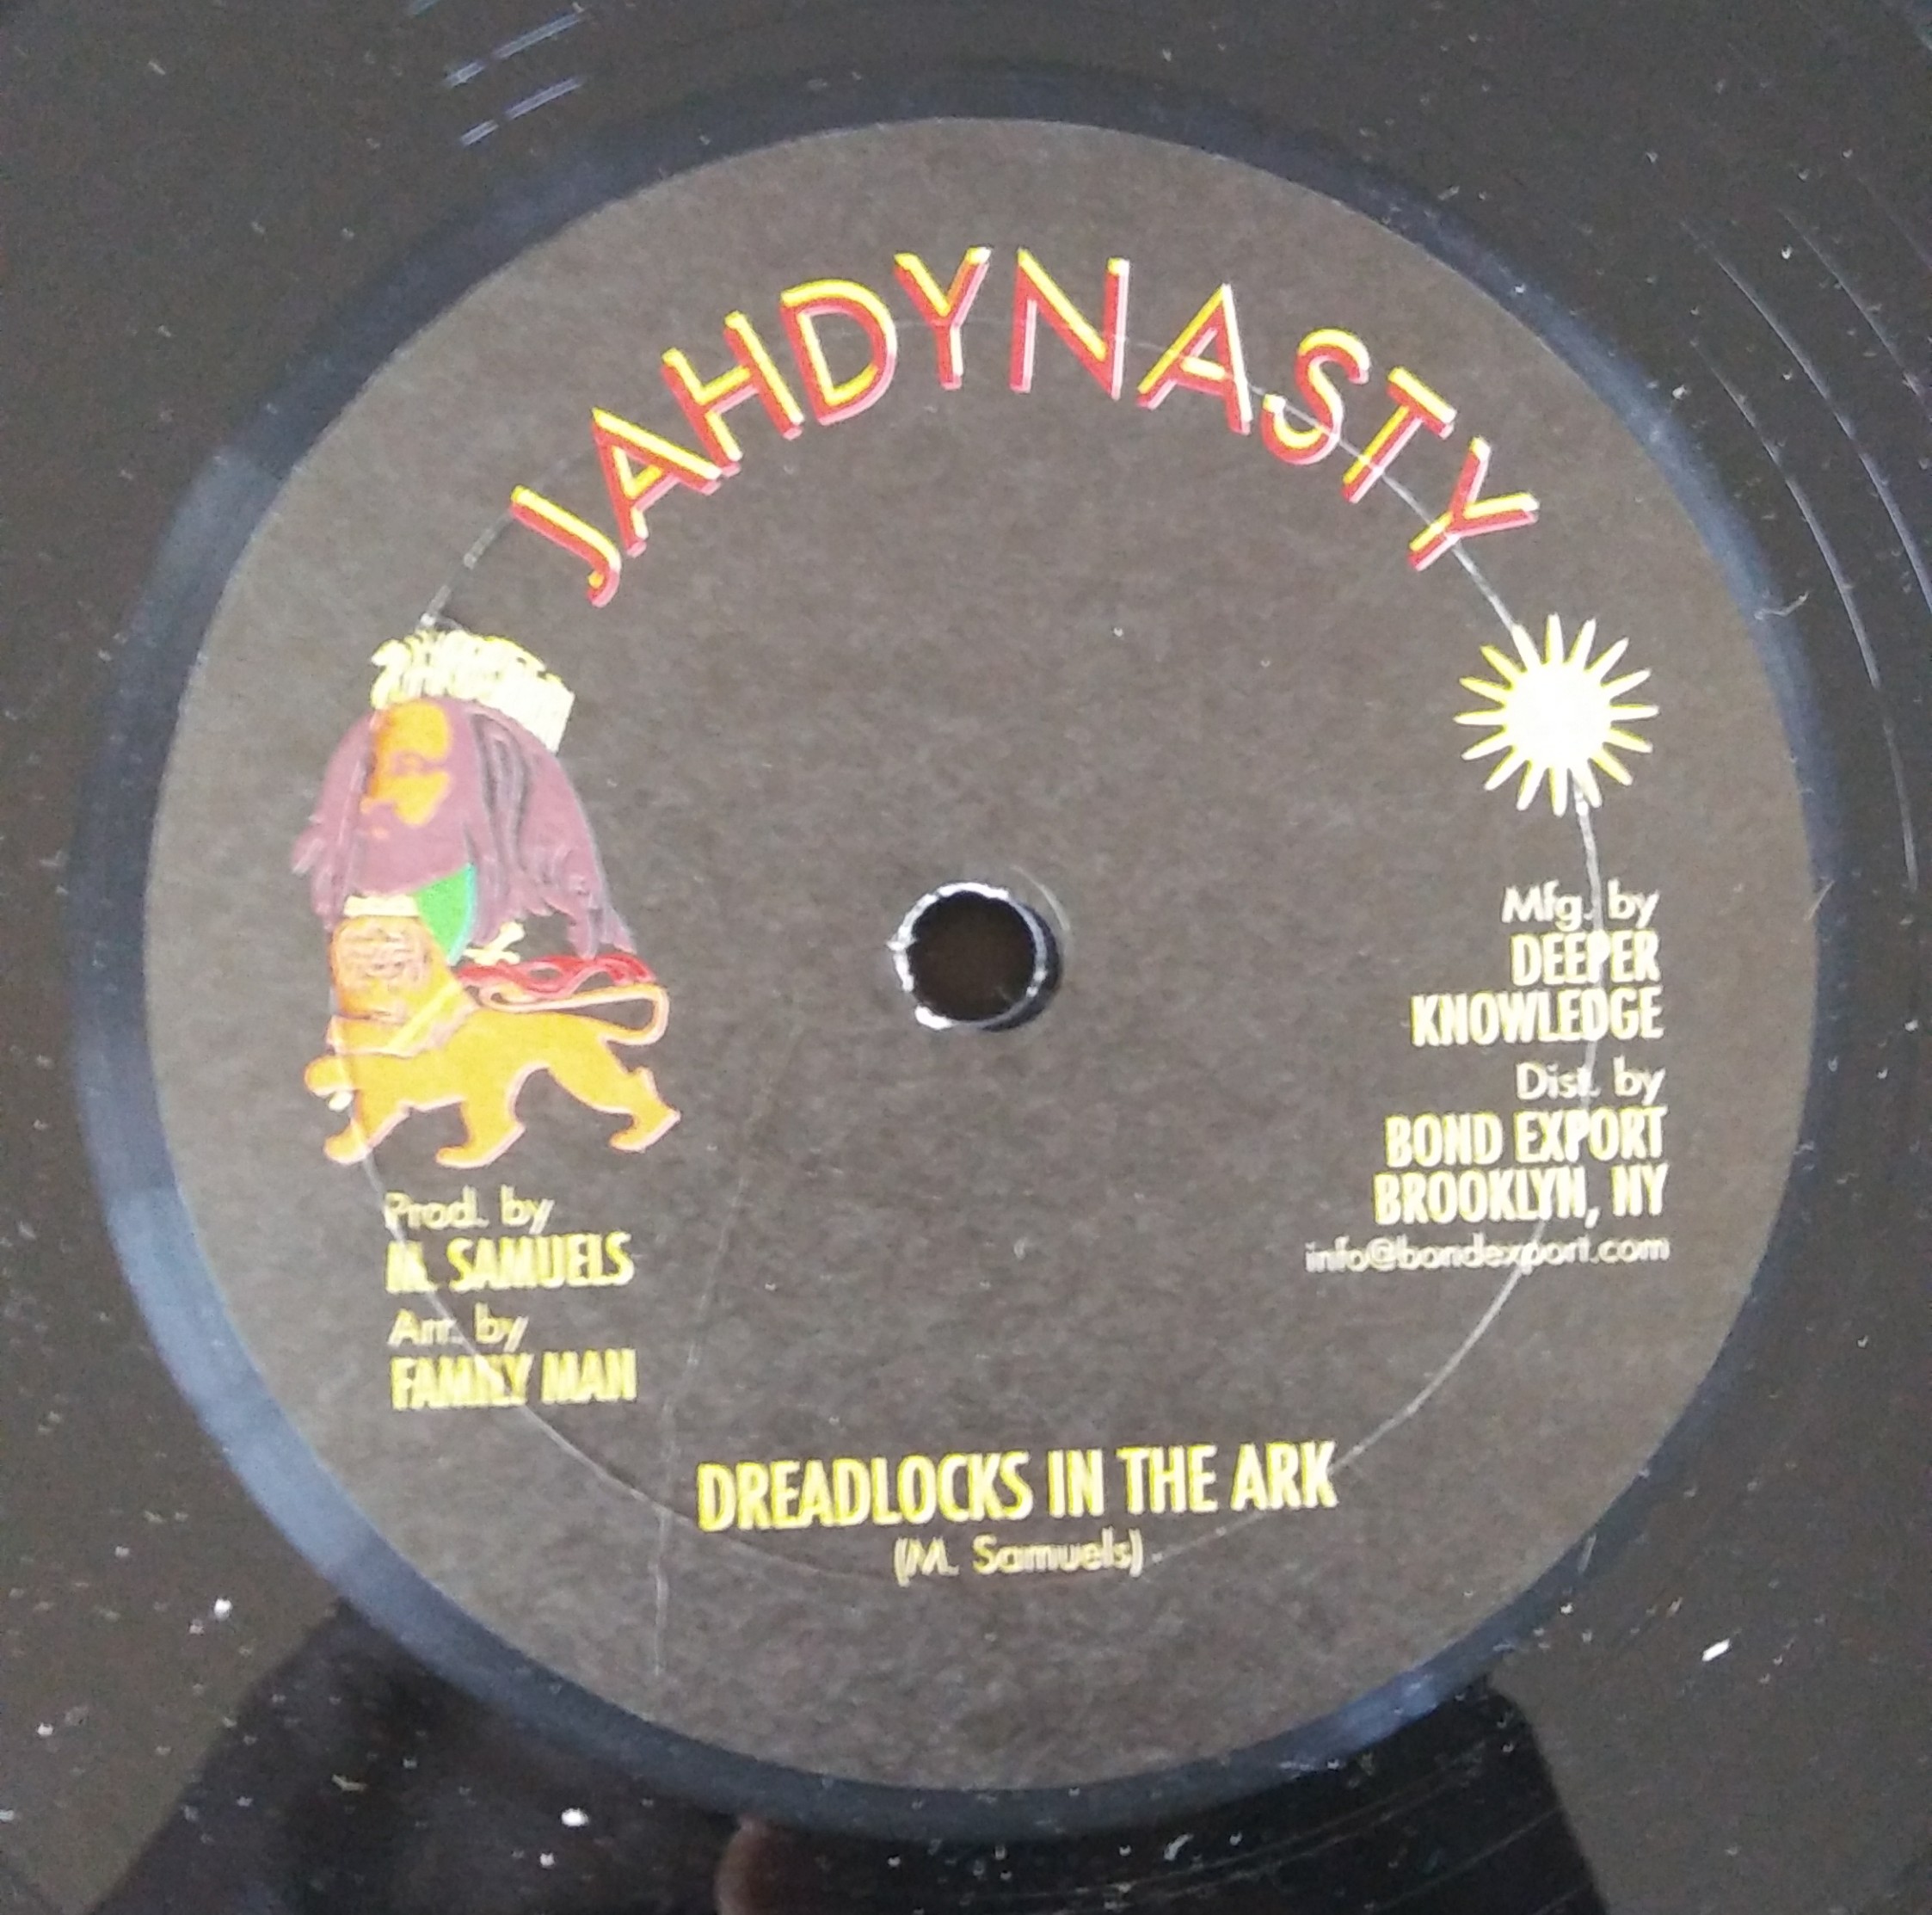 JAHDYNASTY
Mfg. by
DEEPER
KNOWLEDGE
Dist. by
BOND EXPORT
BROOKLYN, NY
info@bondexport.com
Prod. by
M. SAMUELS
Arr. by
FAMILY MAN
DREADLOCKS IN THE ARK
(M. Samuels)